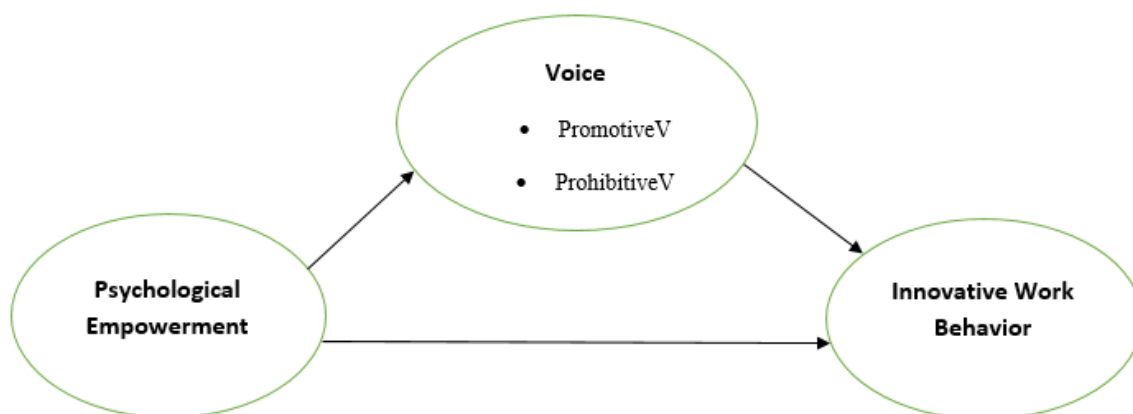 Voice
• PromotiveV
• ProhibitiveV
Psychological
Empowerment
Innovative Work
Behavior